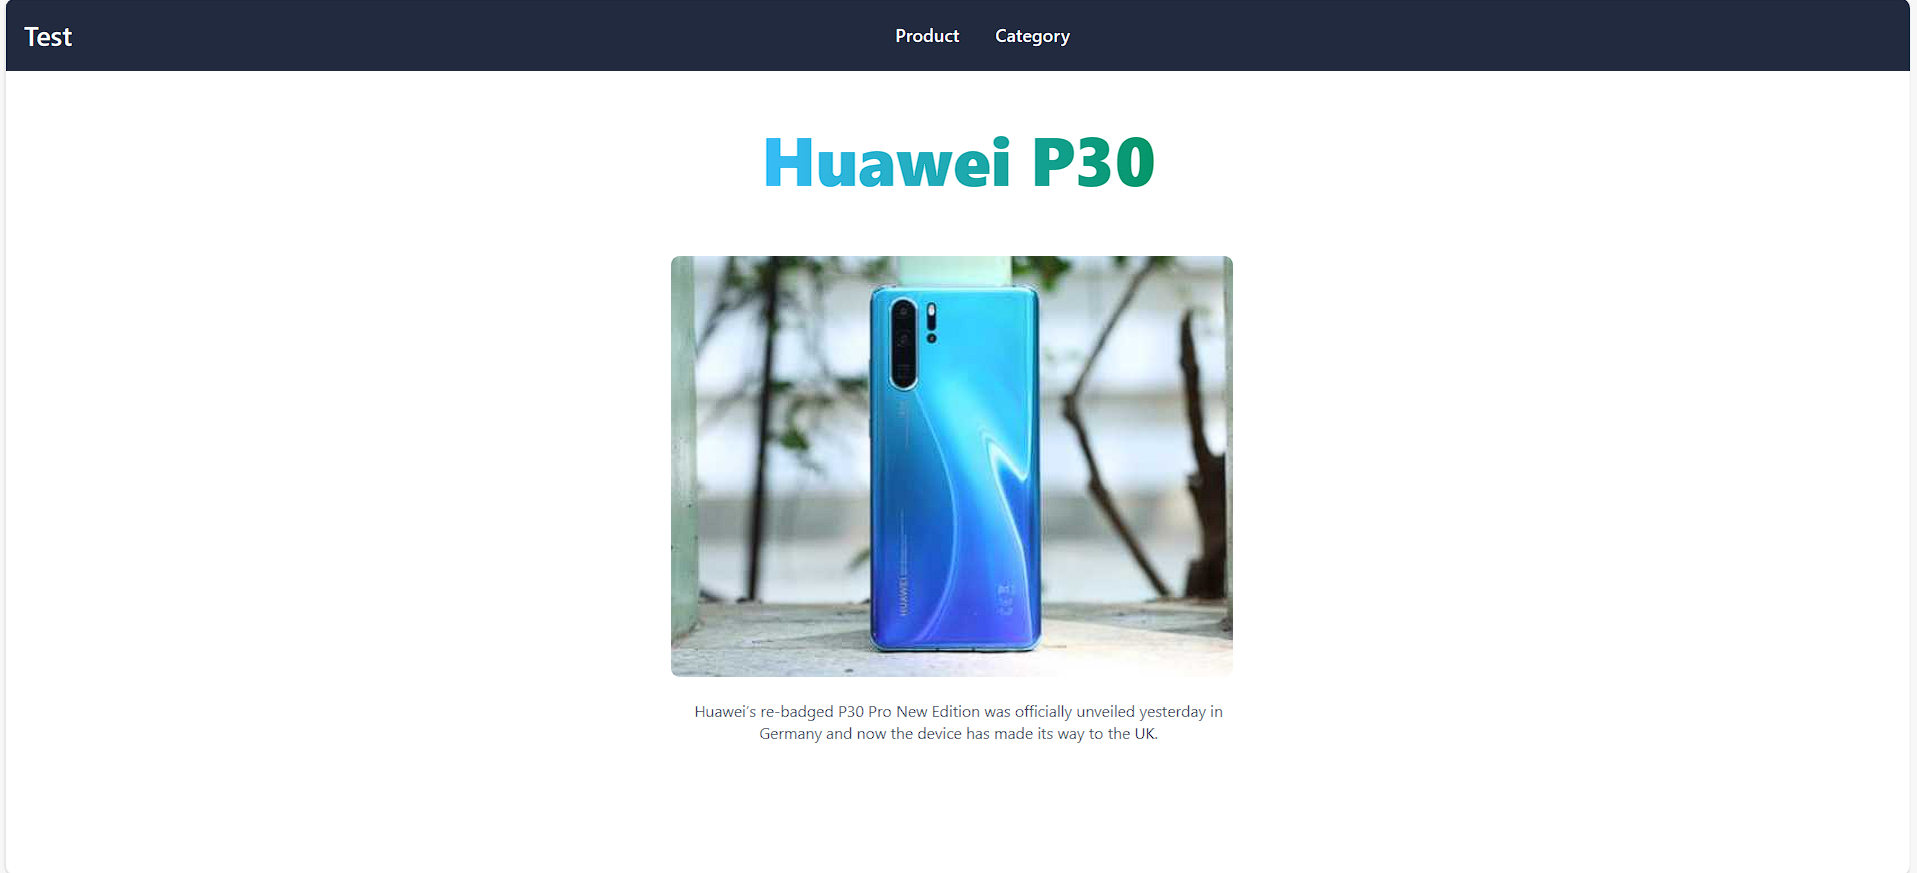 Test
Product
Category
Huawei P30
HUAWEI
Huawei's re-badged P30 Pro New Edition was officially unveiled yesterday in
Germany and now the device has made its way to the UK.